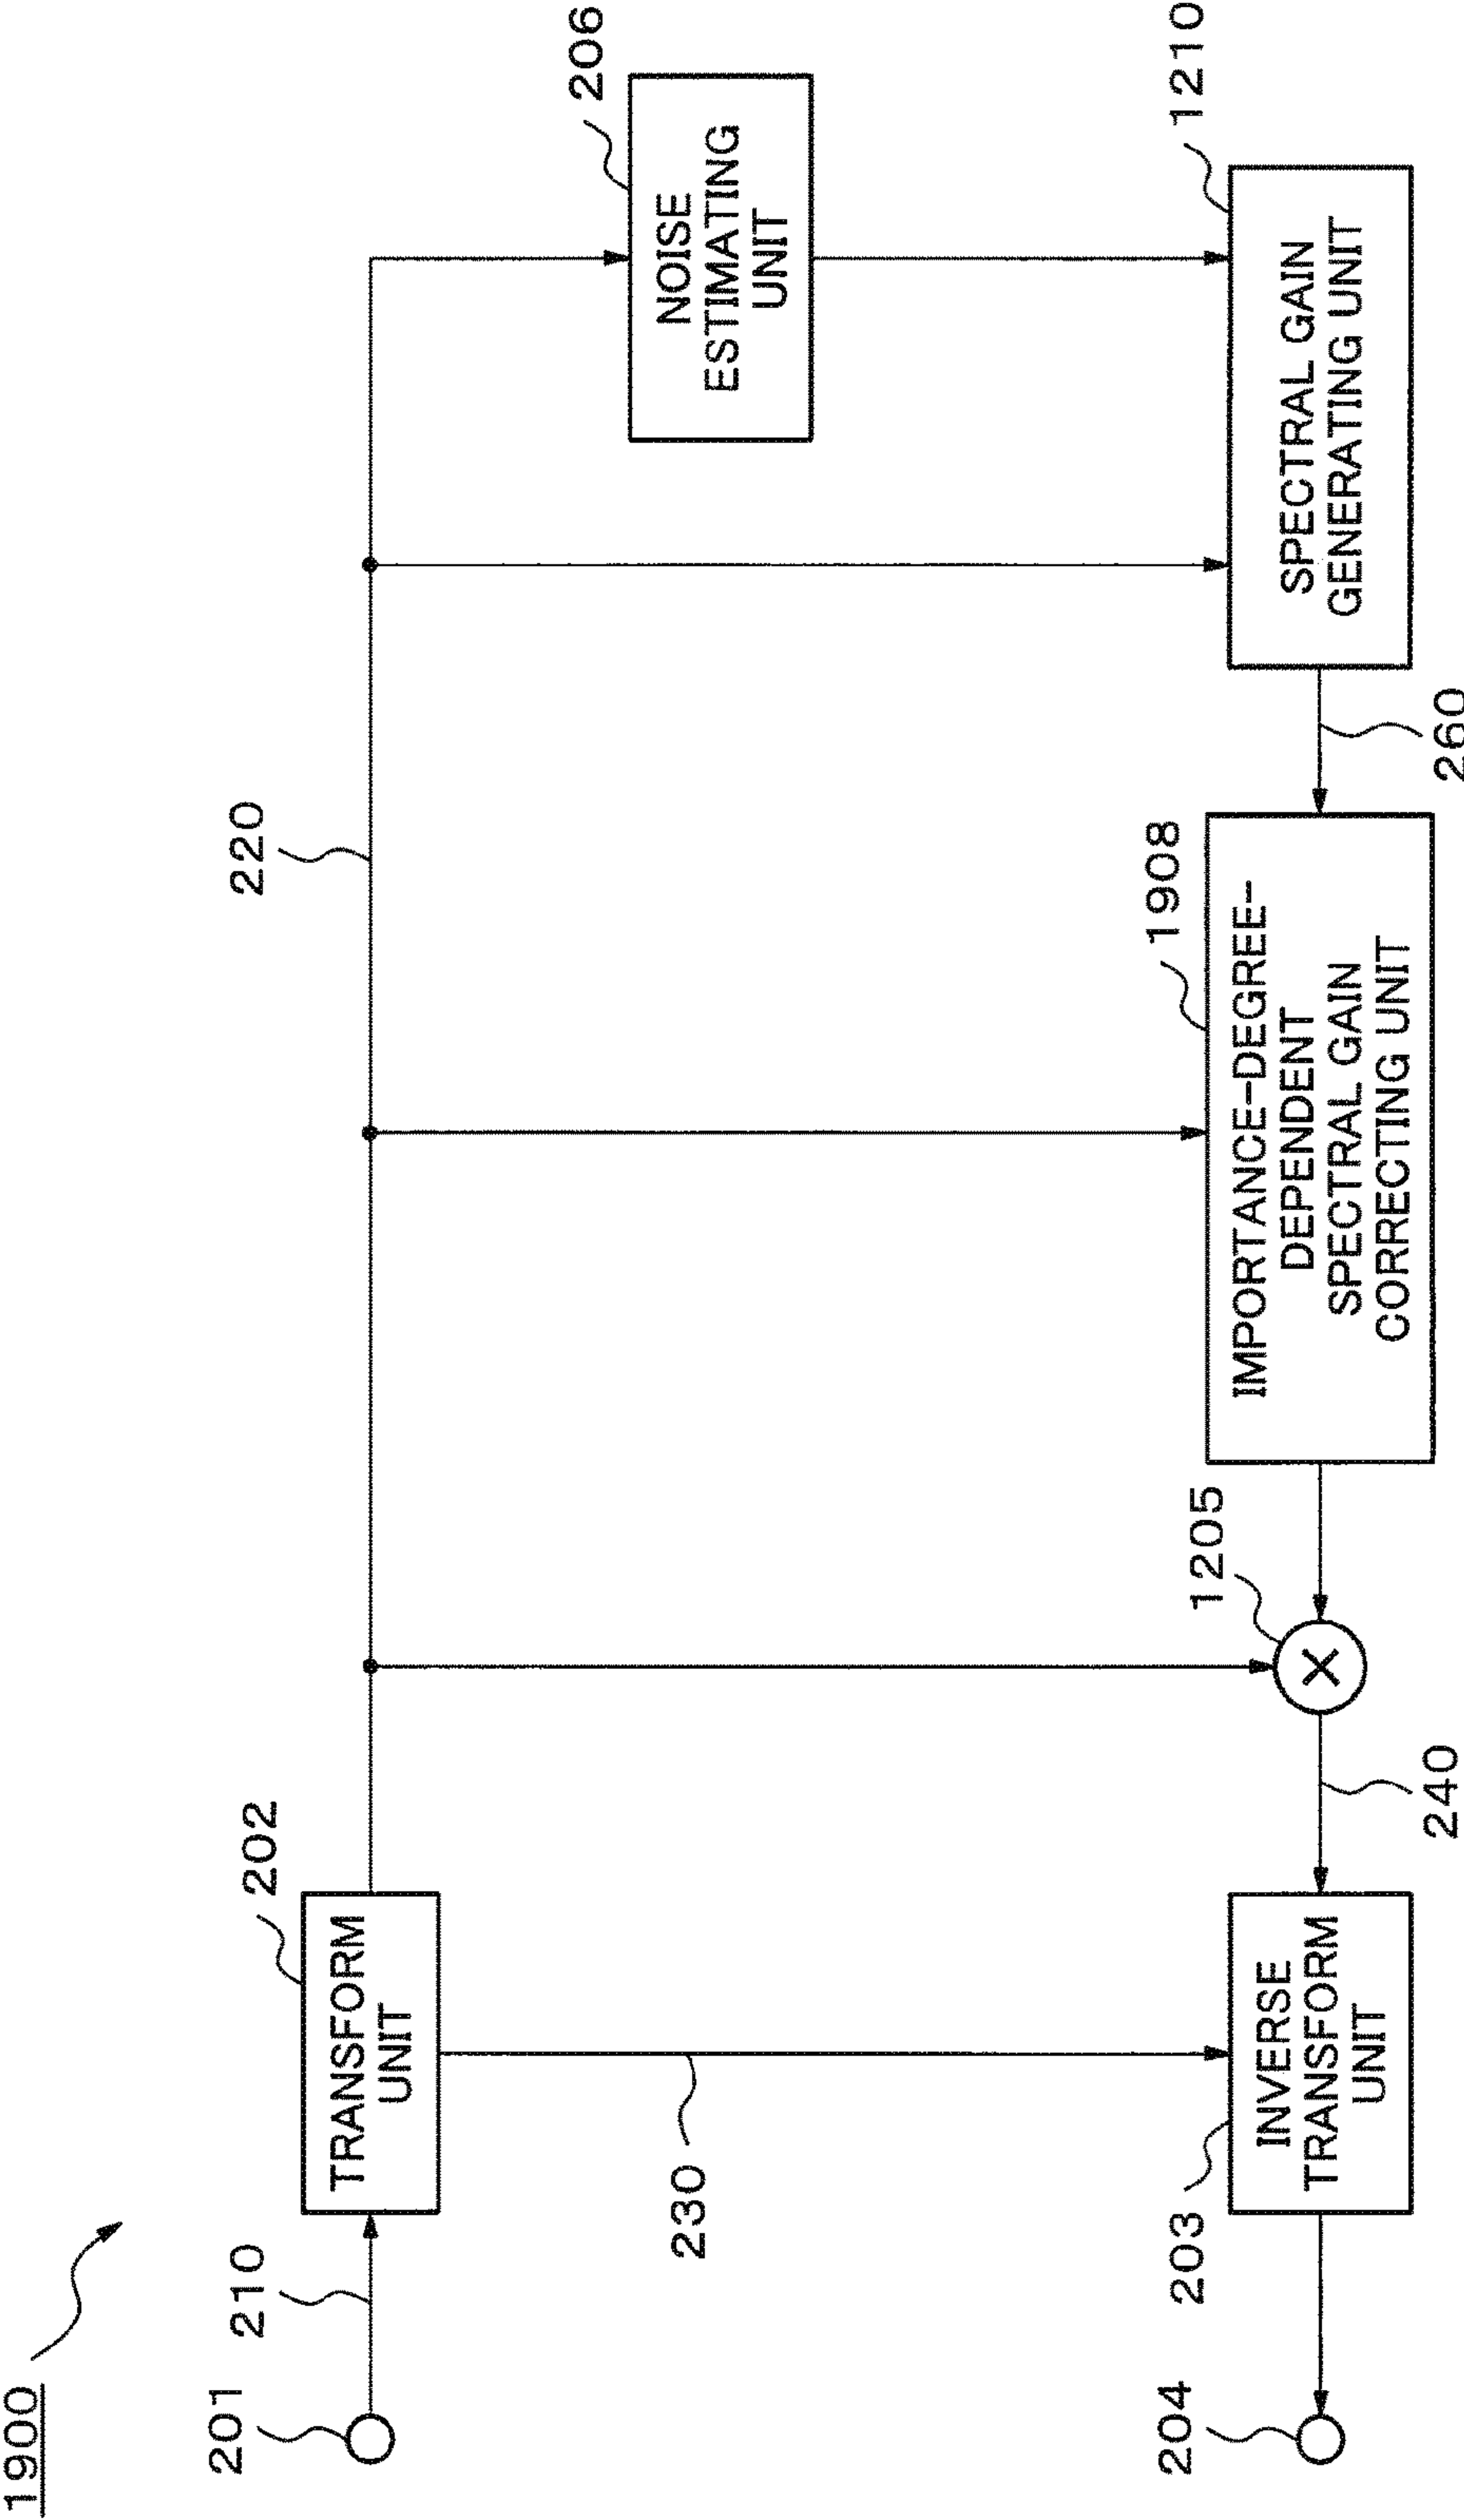 1900
201
210
TRANSFORM
UNIT
202
220
230
NOISE
ESTIMATING
UNIT
206
204
203
INVERSE
TRANSFORM
UNIT
240
1205
×
IMPORTANCE-DEGREE-
DEPENDENT
SPECTRAL GAIN
CORRECTING UNIT
1908
260
SPECTRAL GAIN
GENERATING UNIT
1210